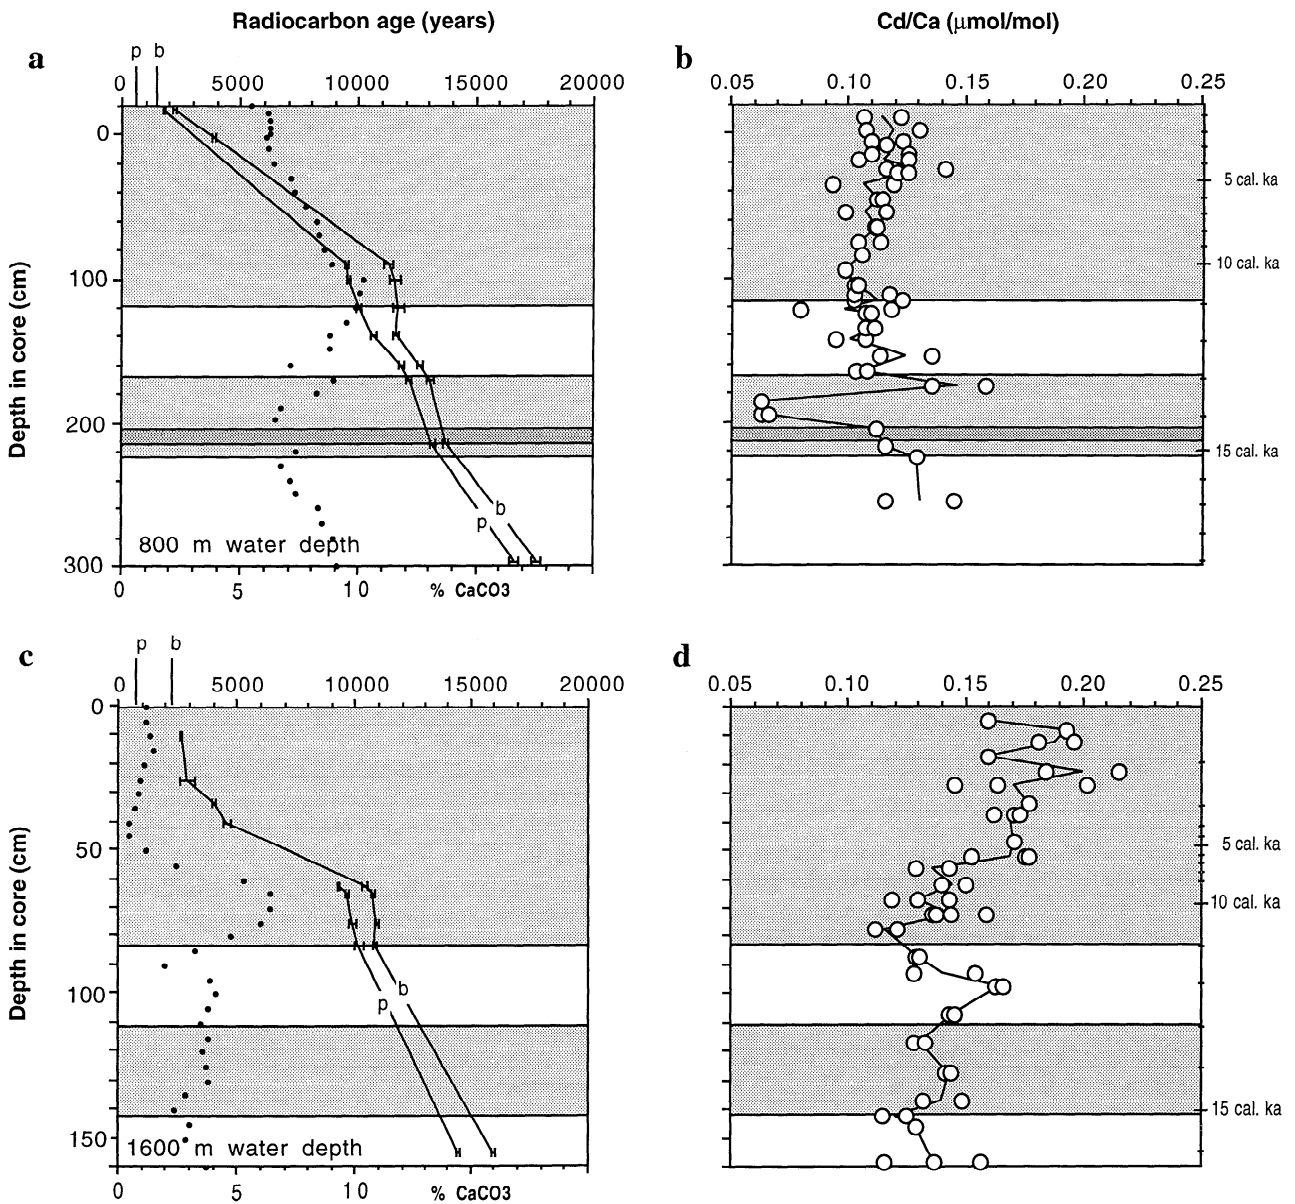 Radiocarbon age (years)
Cd/Ca (μmol/mol)
a
p b
0 5000 10000 15000 20000
b
0.05 0.10 0.15 0.20 0.25
Depth in core (cm)
0
100
200
300
b
p
800 m water depth
0 5 10 % CaCO3
5 cal. ka
10 cal. ka
15 cal. ka
c
p b
0 5000 10000 15000 20000
d
0.05 0.10 0.15 0.20 0.25
Depth in core (cm)
0
50
100
150
b
p
1600 m water depth
0 5 10 % CaCO3
5 cal. ka
10 cal. ka
15 cal. ka